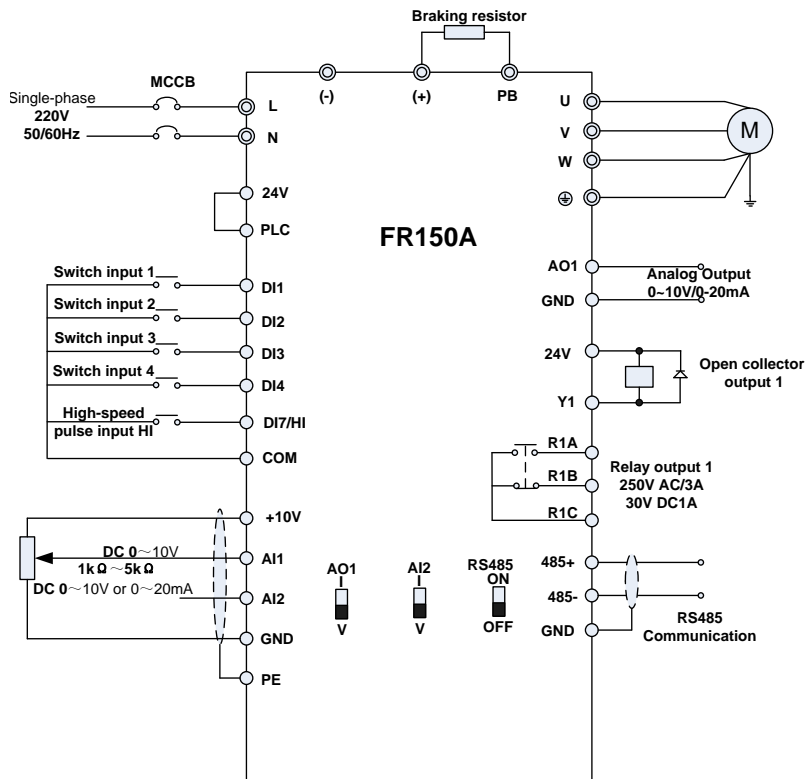 Braking resistor
MCCB
Single-phase
220V
50/60Hz
L
N
(-)
(+)
PB
U
V
W
M
24V
PLC
FR150A
Switch input 1
DI1
Switch input 2
DI2
Switch input 3
DI3
Switch input 4
DI4
High-speed
pulse input HI
DI7/HI
COM
AO1
GND
Analog Output
0~10V/0-20mA
24V
Y1
Open collector
output 1
R1A
R1B
R1C
Relay output 1
250V AC/3A
30V DC1A
+10V
DC 0～10V
1kΩ～5kΩ
AI1
DC 0～10V or 0～20mA
AI2
GND
PE
AO1
I
V
AI2
I
V
RS485
ON
OFF
485+
485-
GND
RS485
Communication